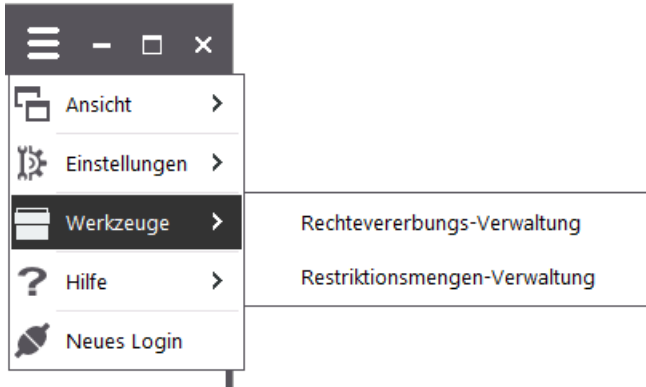 Ansicht
Einstellungen
Werkzeuge
Rechtevererbungs-Verwaltung
Restriktionsmengen-Verwaltung
Hilfe
Neues Login